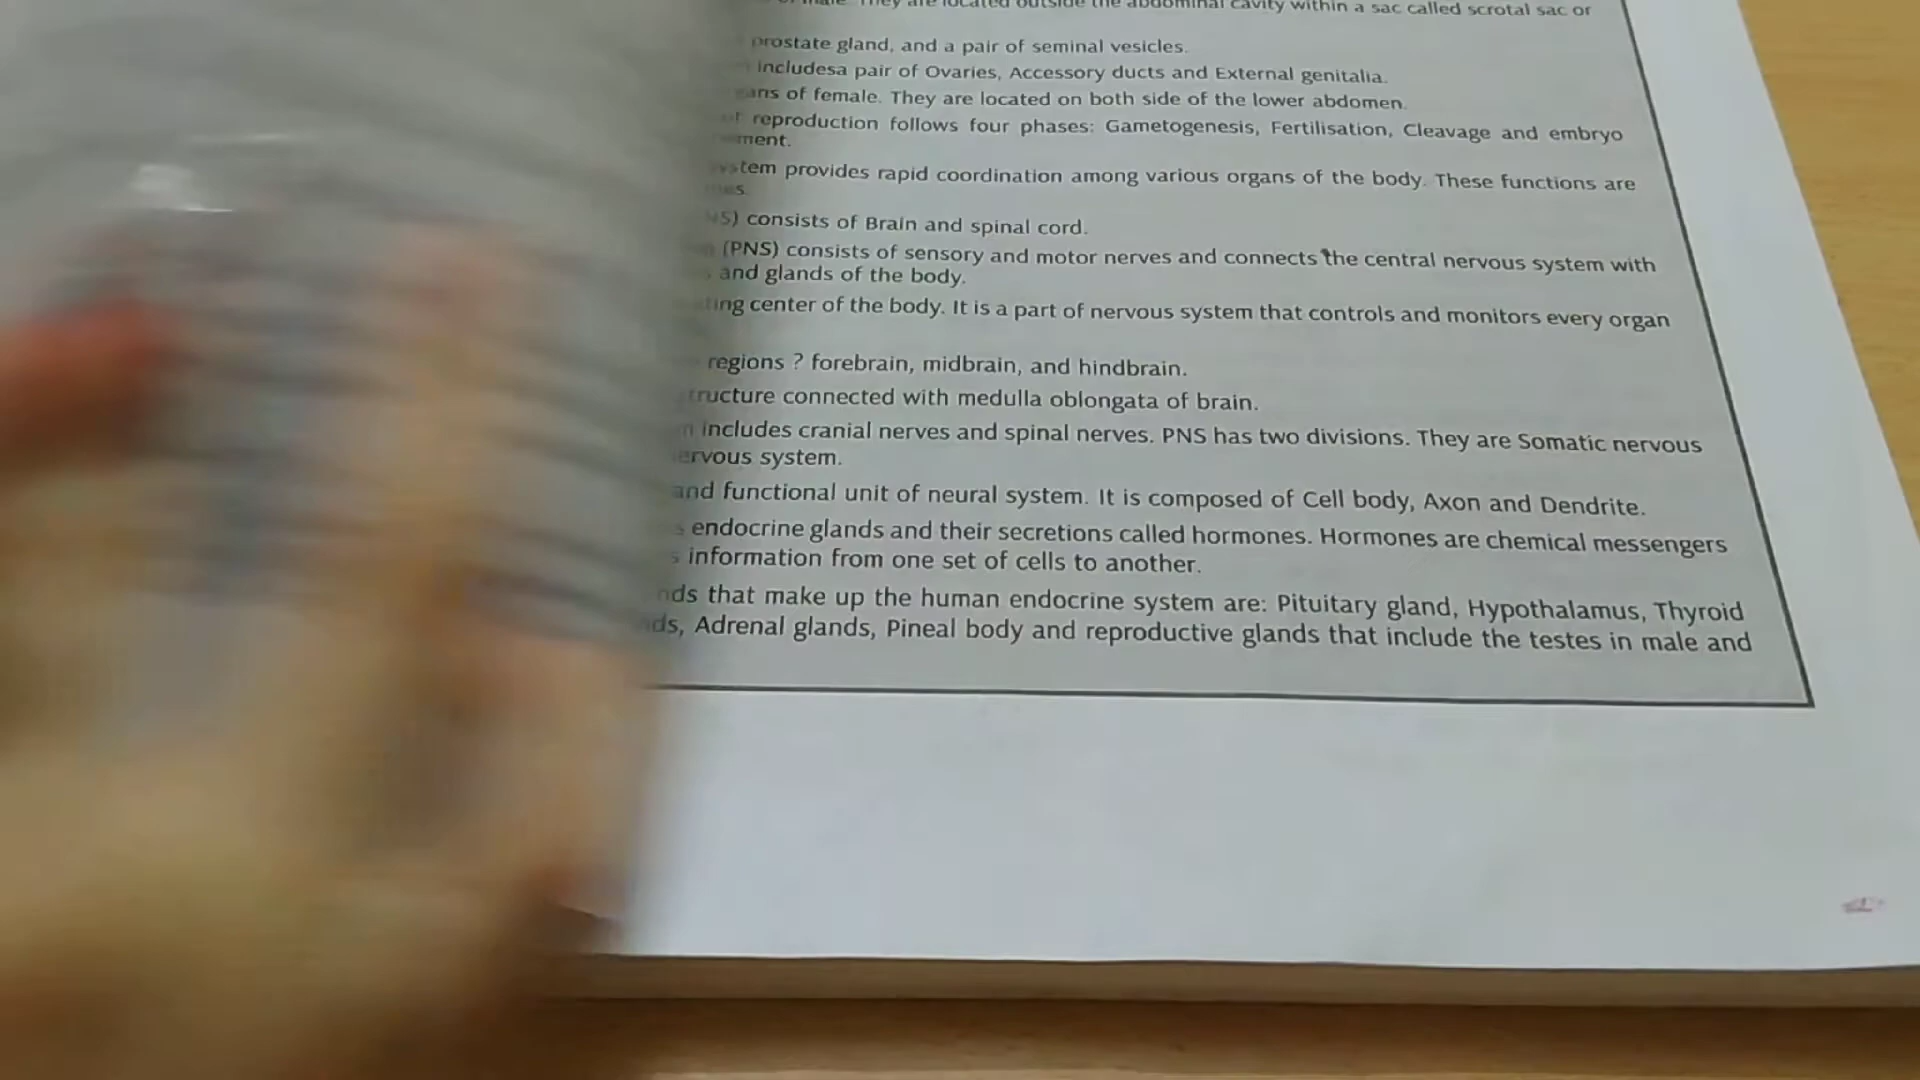 They are located outside the abdominal cavity within a sac called scrotal sac or
prostate gland, and a pair of seminal vesicles.
includesa pair of Ovaries, Accessory ducts and External genitalia.
of female. They are located on both side of the lower abdomen.
of reproduction follows four phases: Gametogenesis, Fertilisation, Cleavage and embryo
ment.
provides rapid coordination among various organs of the body. These functions are
NS) consists of Brain and spinal cord.
(PNS) consists of sensory and motor nerves and connects the central nervous system with
and glands of the body.
ting center of the body. It is a part of nervous system that controls and monitors every organ
regions ? forebrain, midbrain, and hindbrain.
tructure connected with medulla oblongata of brain.
includes cranial nerves and spinal nerves. PNS has two divisions. They are Somatic nervous
ervous system.
and functional unit of neural system. It is composed of Cell body, Axon and Dendrite.
endocrine glands and their secretions called hormones. Hormones are chemical messengers
information from one set of cells to another.
nds that make up the human endocrine system are: Pituitary gland, Hypothalamus, Thyroid
ds, Adrenal glands, Pineal body and reproductive glands that include the testes in male and